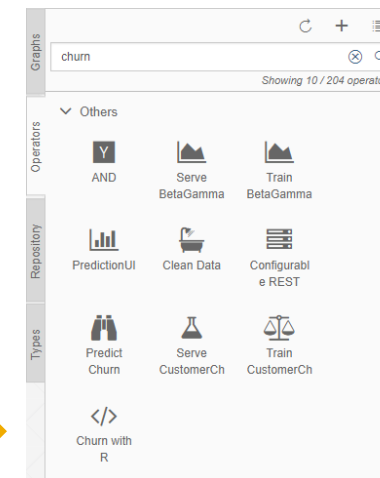 Graphs
Operators
Repository
Types
churn
Showing 10 / 204 operato
Others
Y
AND
Serve
BetaGamma
Train
BetaGamma
PredictionUI
Clean Data
Configurabl
e REST
Predict
Churn
Serve
CustomerCh
Train
CustomerCh
Churn with
R